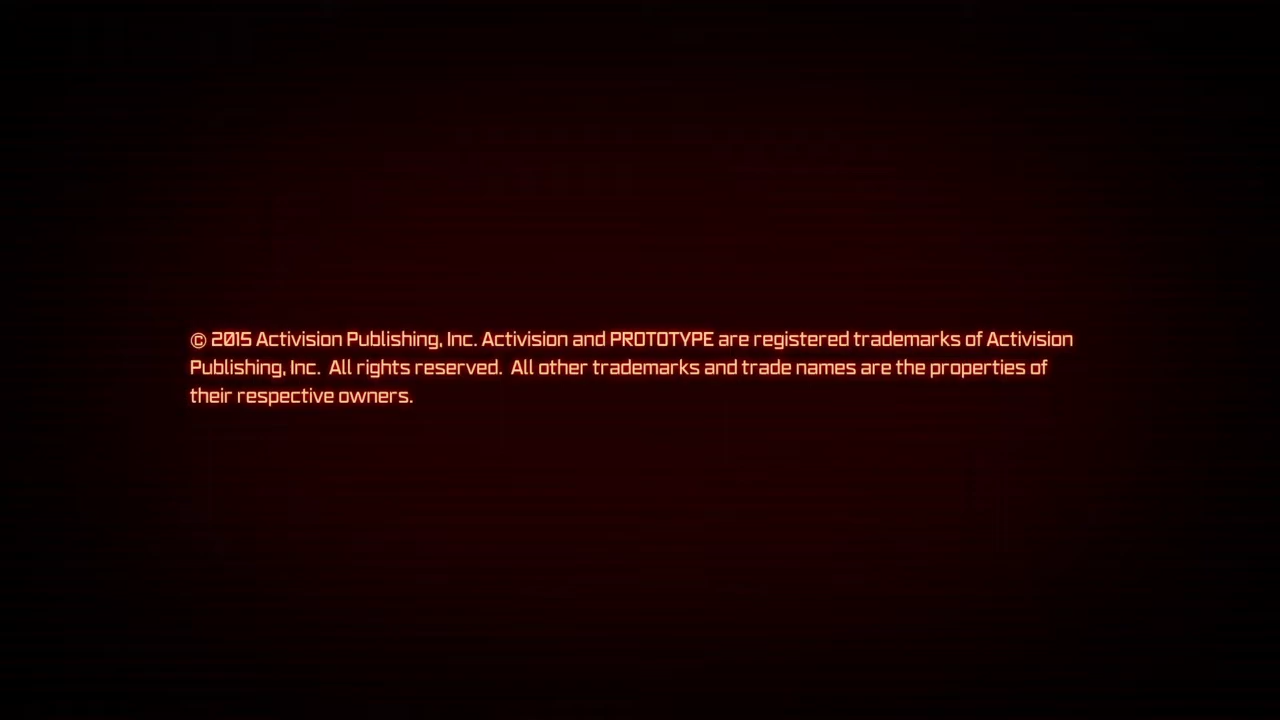 © 2015 Activision Publishing, Inc. Activision and PROTOTYPE are registered trademarks of Activision
Publishing, Inc.  All rights reserved.  All other trademarks and trade names are the properties of
their respective owners.